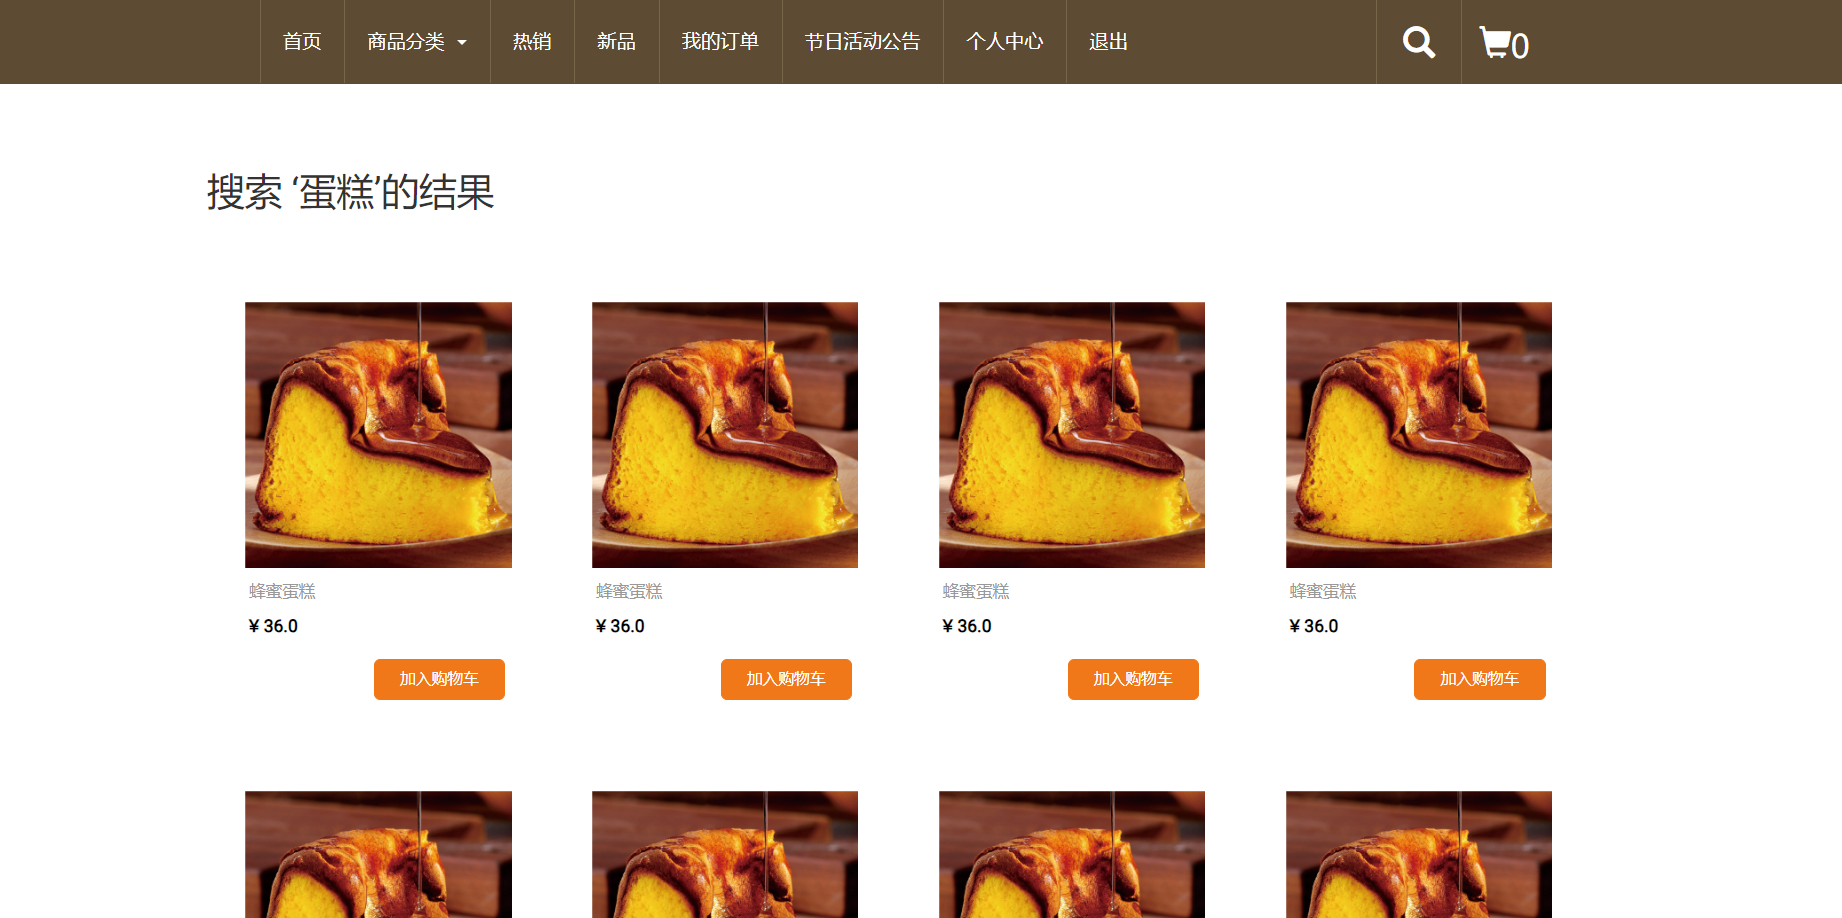 首页 商品分类 热销 新品 我的订单 节日活动公告 个人中心 退出 0
搜索 ‘蛋糕’的结果
蜂蜜蛋糕 蜂蜜蛋糕 蜂蜜蛋糕 蜂蜜蛋糕
¥ 36.0 ¥ 36.0 ¥ 36.0 ¥ 36.0
加入购物车 加入购物车 加入购物车 加入购物车